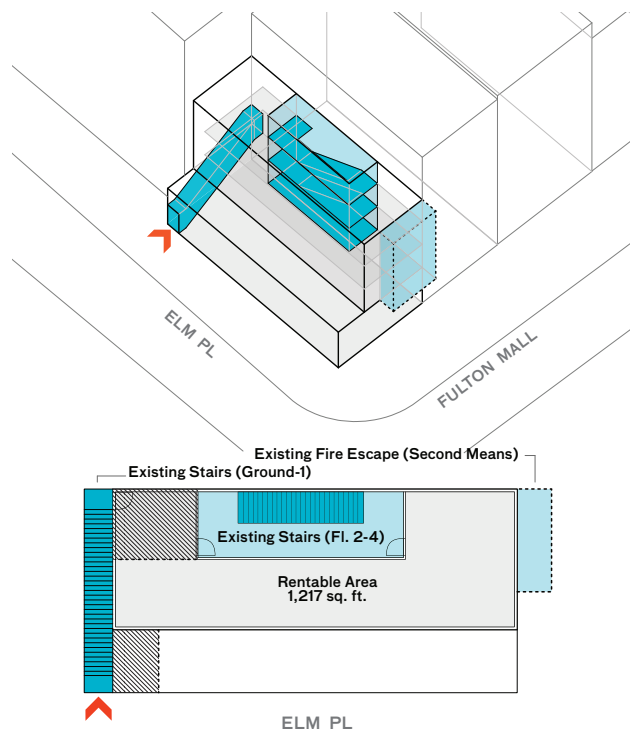 ELM PL
FULTON MALL
Existing Fire Escape (Second Means)
Existing Stairs (Ground-1)
Existing Stairs (Fl. 2-4)
Rentable Area
1,217 sq. ft.
ELM PL